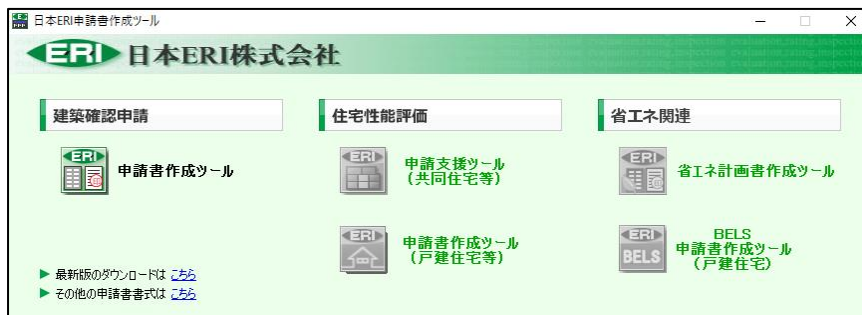 日本ERI申請書作成ツール
ERI 日本ERI株式会社
建築確認申請
ERI
申請書作成ツール
最新版のダウンロードは こちら
その他の申請書書式は こちら
住宅性能評価
ERI
申請支援ツール
(共同住宅等)
ERI
申請書作成ツール
(戸建住宅等)
省エネ関連
ERI
省エネ計画書作成ツール
ERI
BELS
BELS
申請書作成ツール
(戸建住宅)